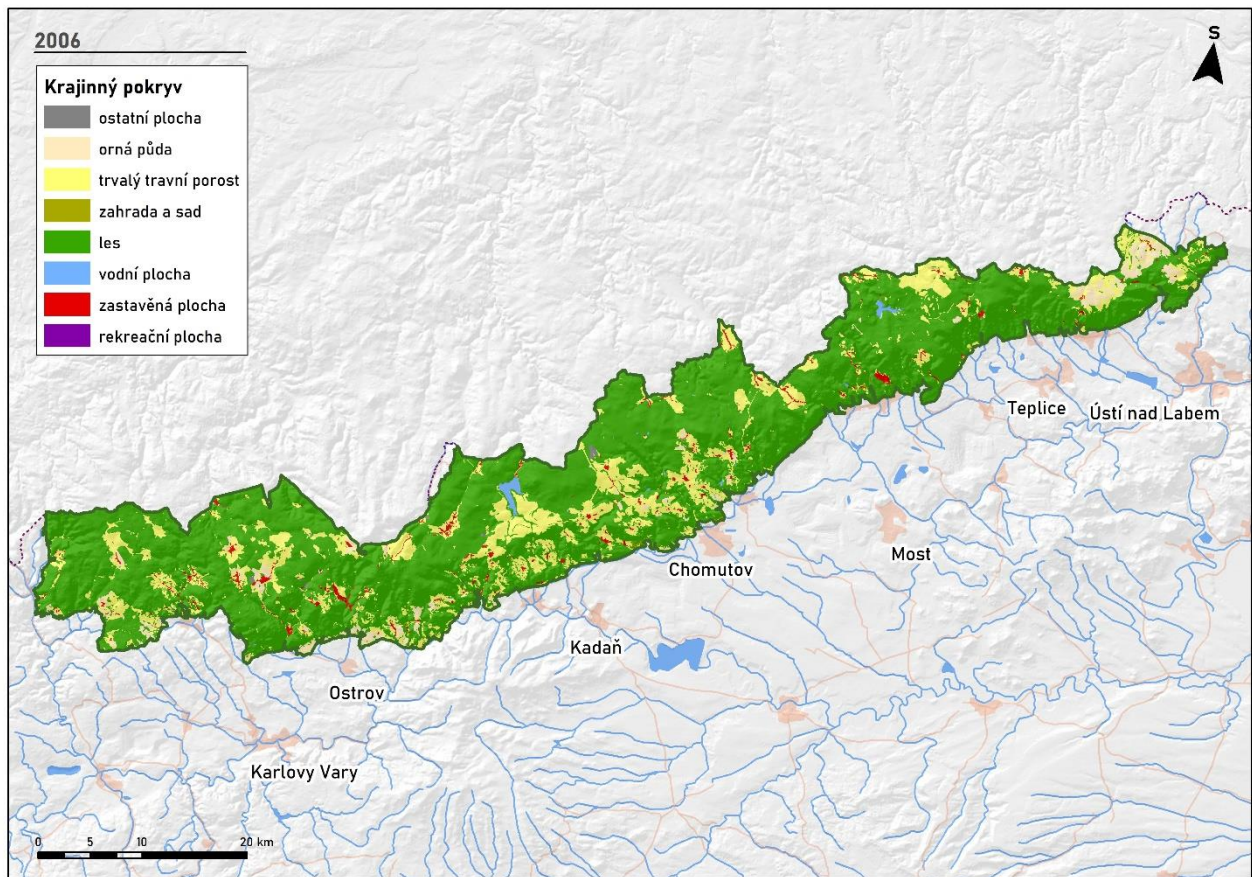 2006
S
Krajinný pokryv
ostatní plocha
orná půda
trvalý travní porost
zahrada a sad
les
vodní plocha
zastavěná plocha
rekreační plocha
Teplice
Ústí nad Labem
Most
Chomutov
Kadaň
Ostrov
Karlovy Vary
0 5 10 20 km